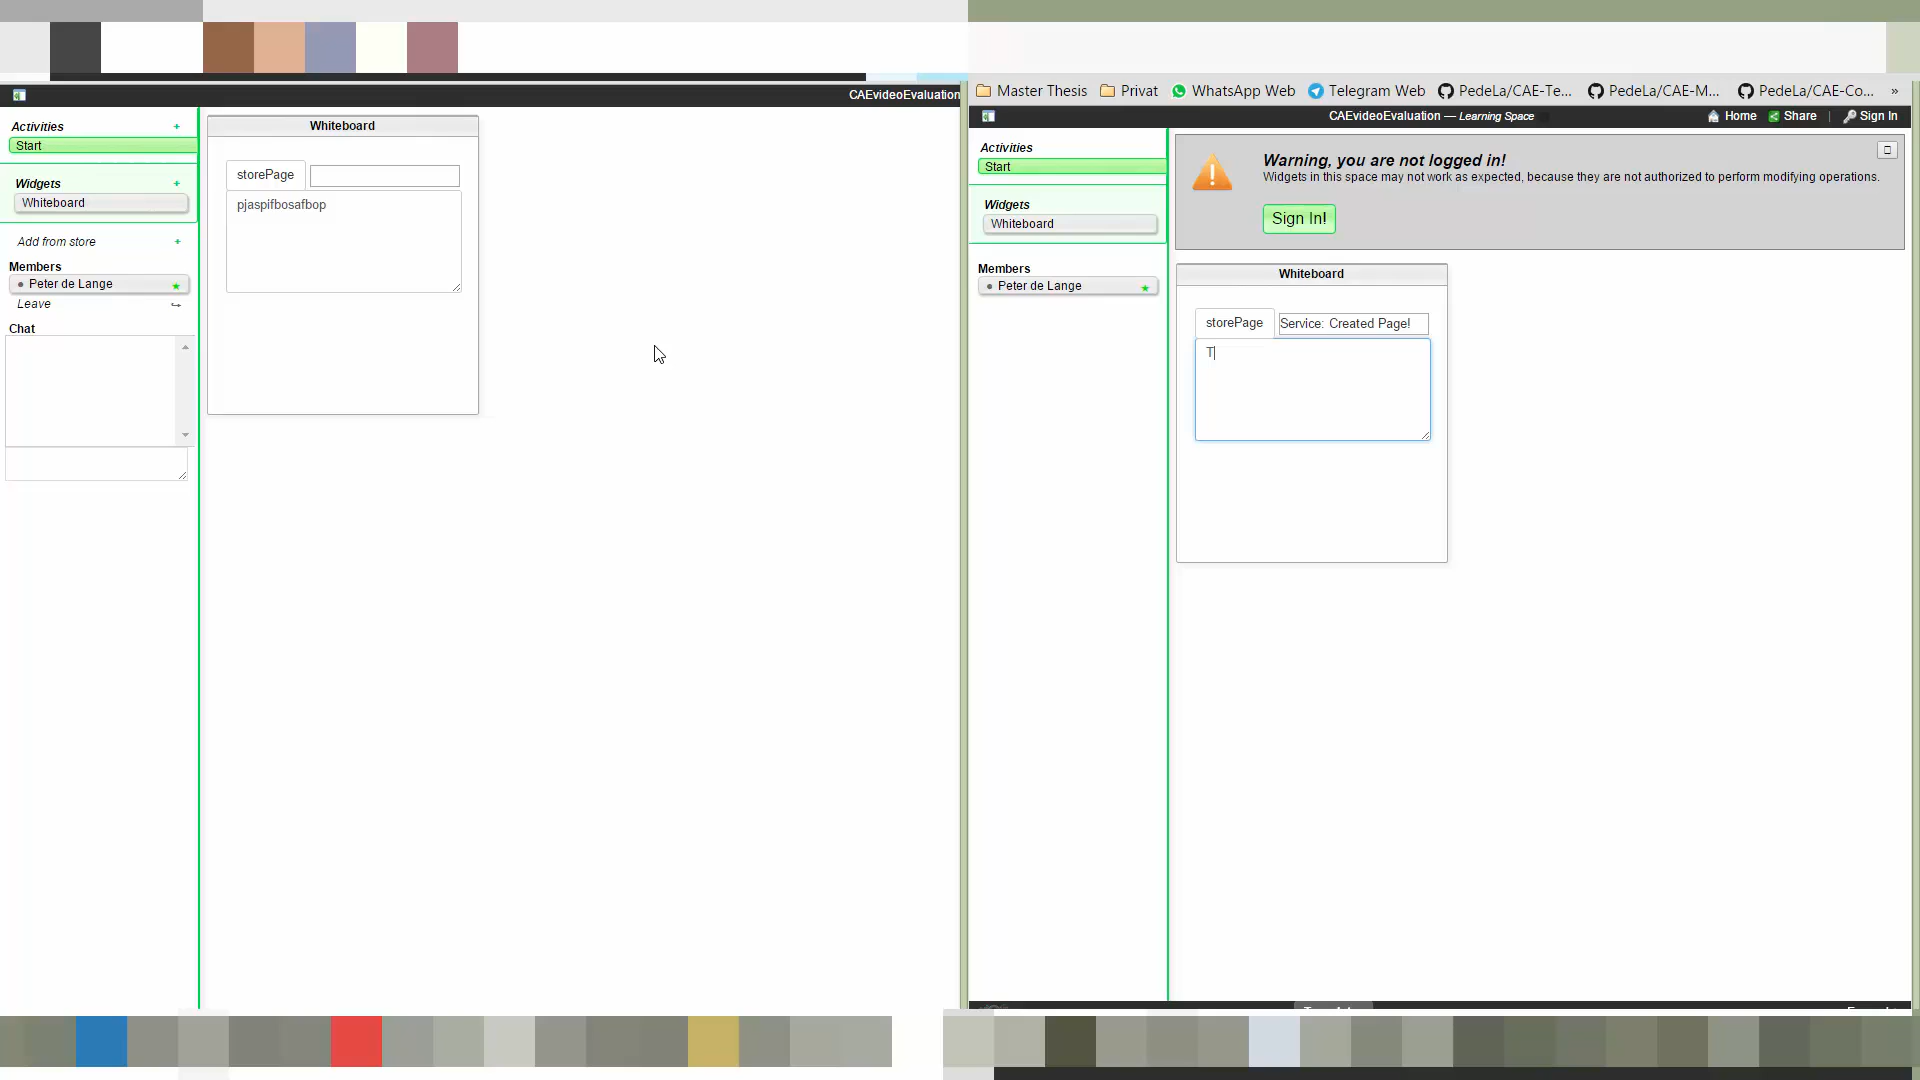 CAEvideoEvaluation
Activities
Start
Widgets
Whiteboard
Add from store
Members
Peter de Lange
Leave
Chat
Whiteboard
storePage
pjaspifbosafbop
Master Thesis
Privat
WhatsApp Web
Telegram Web
PedeLa/CAE-Te...
PedeLa/CAE-M...
PedeLa/CAE-Co...
»
CAEvideoEvaluation — Learning Space
Home
Share
Sign In
Activities
Start
Widgets
Whiteboard
Members
Peter de Lange
Warning, you are not logged in!
Widgets in this space may not work as expected, because they are not authorized to perform modifying operations.
Sign In!
Whiteboard
storePage
Service: Created Page!
T